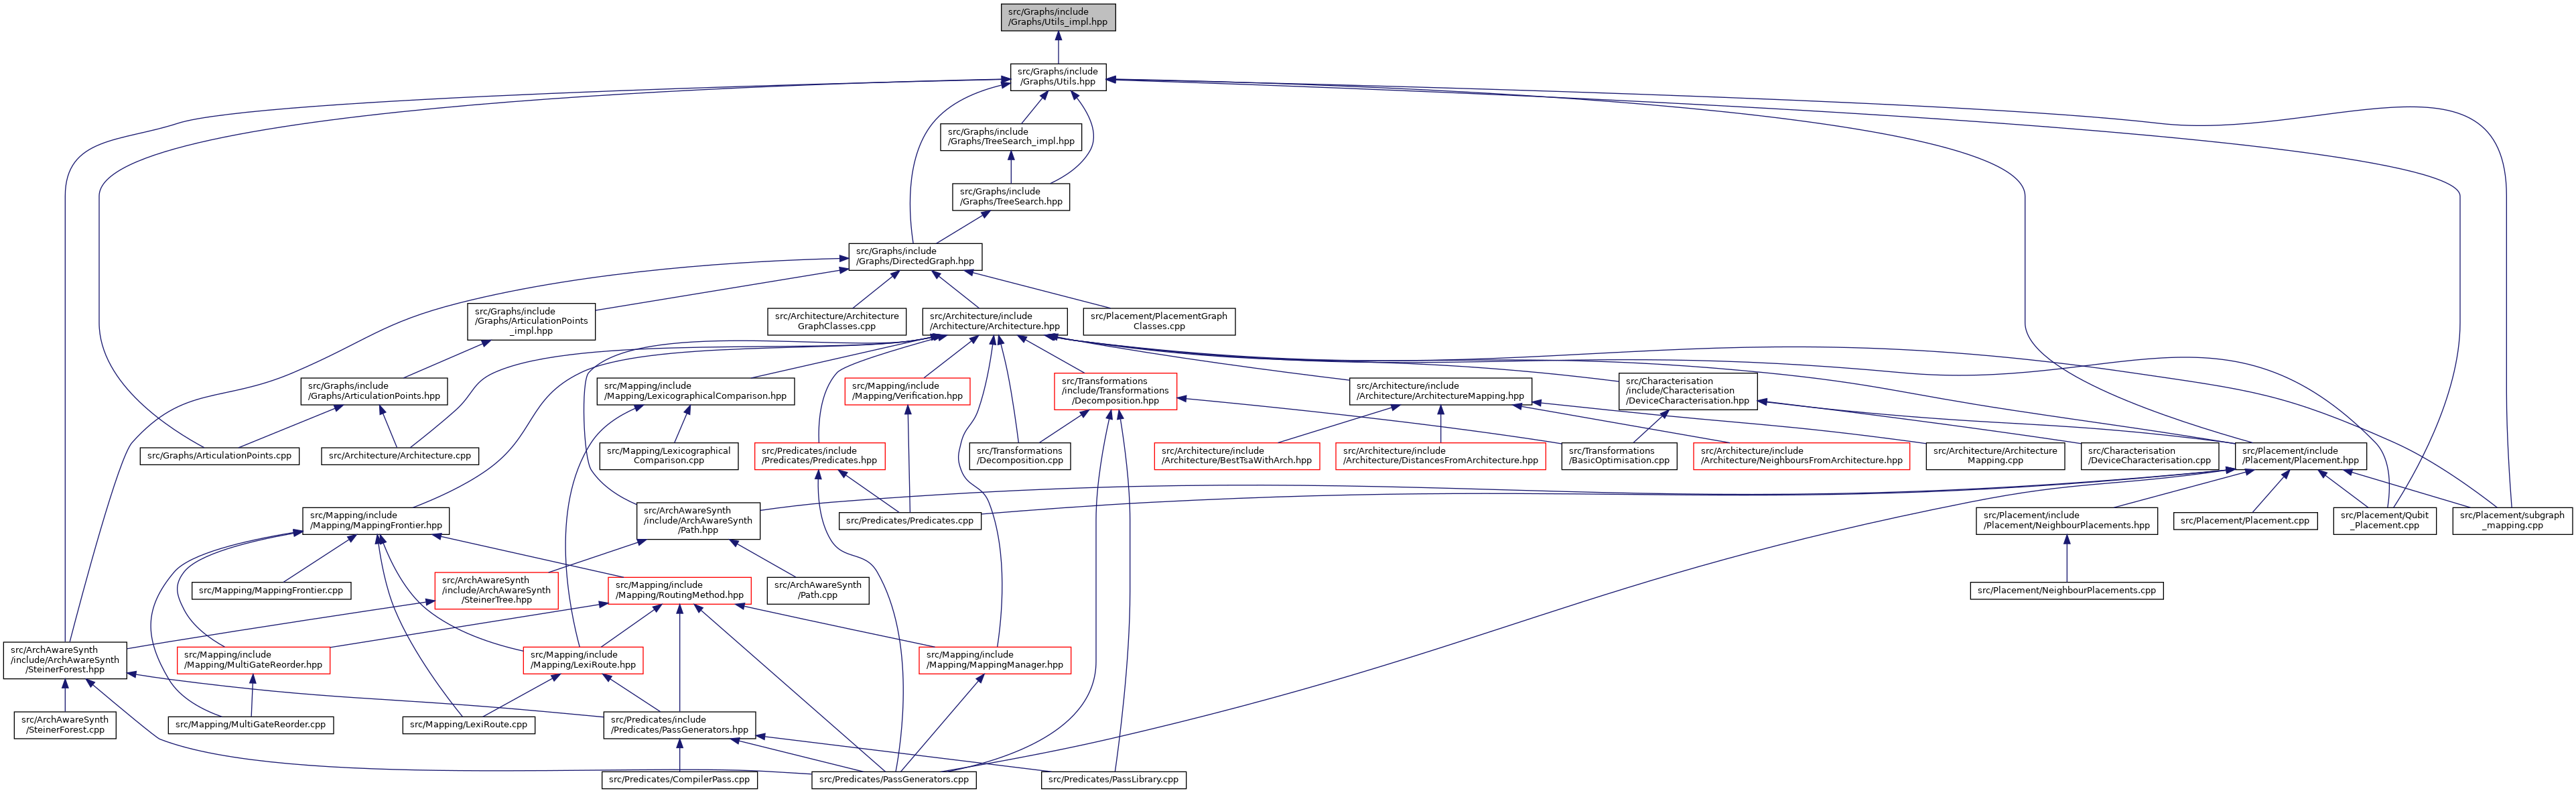 src/Graphs/include
/Graphs/Utils_impl.hpp
src/Graphs/include
/Graphs/Utils.hpp
src/Graphs/include
/Graphs/TreeSearch_impl.hpp
src/Graphs/include
/Graphs/TreeSearch.hpp
src/Graphs/include
/Graphs/DirectedGraph.hpp
src/Graphs/include
/Graphs/ArticulationPoints
_impl.hpp
src/Architecture/Architecture
GraphClasses.cpp
src/Architecture/include
/Architecture/Architecture.hpp
src/Placement/PlacementGraph
Classes.cpp
src/Graphs/include
/Graphs/ArticulationPoints.hpp
src/Mapping/include
/Mapping/LexicographicalComparison.hpp
src/Mapping/include
/Mapping/Verification.hpp
src/Transformations
/include/Transformations
/Decomposition.hpp
src/Architecture/include
/Architecture/ArchitectureMapping.hpp
src/Characterisation
/include/Characterisation
/DeviceCharacterisation.hpp
src/Graphs/ArticulationPoints.cpp
src/Architecture/Architecture.cpp
src/Mapping/Lexicographical
Comparison.cpp
src/Predicates/include
/Predicates/Predicates.hpp
src/Transformations
/Decomposition.cpp
src/Architecture/include
/Architecture/BestTsaWithArch.hpp
src/Architecture/include
/Architecture/DistancesFromArchitecture.hpp
src/Transformations
/BasicOptimisation.cpp
src/Architecture/include
/Architecture/NeighboursFromArchitecture.hpp
src/Architecture/Architecture
Mapping.cpp
src/Characterisation
/DeviceCharacterisation.cpp
src/Placement/include
/Placement/Placement.hpp
src/Mapping/include
/Mapping/MappingFrontier.hpp
src/ArchAwareSynth
/include/ArchAwareSynth
/Path.hpp
src/Predicates/Predicates.cpp
src/Placement/include
/Placement/NeighbourPlacements.hpp
src/Placement/Placement.cpp
src/Placement/Qubit
_Placement.cpp
src/Placement/subgraph
_mapping.cpp
src/Mapping/MappingFrontier.cpp
src/ArchAwareSynth
/include/ArchAwareSynth
/SteinerTree.hpp
src/Mapping/include
/Mapping/RoutingMethod.hpp
src/ArchAwareSynth
/Path.cpp
src/Placement/NeighbourPlacements.cpp
src/ArchAwareSynth
/include/ArchAwareSynth
/SteinerForest.hpp
src/Mapping/include
/Mapping/MultiGateReorder.hpp
src/Mapping/include
/Mapping/LexiRoute.hpp
src/Mapping/include
/Mapping/MappingManager.hpp
src/ArchAwareSynth
/SteinerForest.cpp
src/Mapping/MultiGateReorder.cpp
src/Mapping/LexiRoute.cpp
src/Predicates/include
/Predicates/PassGenerators.hpp
src/Predicates/CompilerPass.cpp
src/Predicates/PassGenerators.cpp
src/Predicates/PassLibrary.cpp